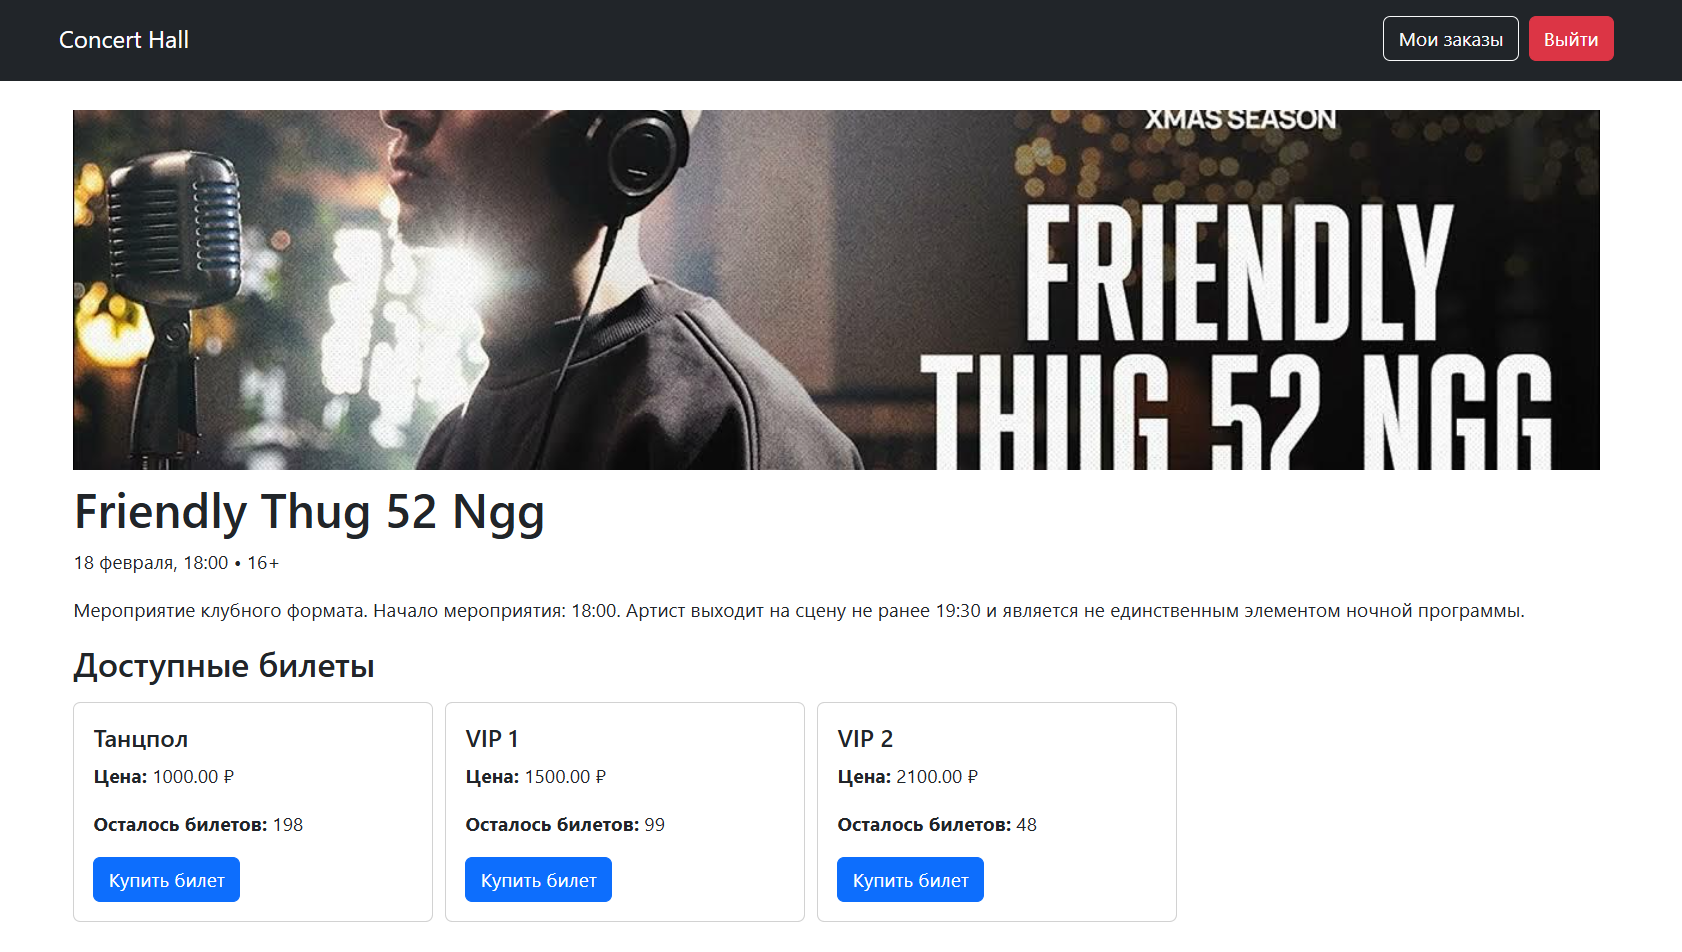 Concert Hall
Мои заказы
Выйти
XMAS SEASON
FRIENDLY
THUG 52 NGG
Friendly Thug 52 Ngg
18 февраля, 18:00 • 16+
Мероприятие клубного формата. Начало мероприятия: 18:00. Артист выходит на сцену не ранее 19:30 и является не единственным элементом ночной программы.
Доступные билеты
Танцпол
Цена: 1000.00 ₽
Осталось билетов: 198
Купить билет
VIP 1
Цена: 1500.00 ₽
Осталось билетов: 99
Купить билет
VIP 2
Цена: 2100.00 ₽
Осталось билетов: 48
Купить билет